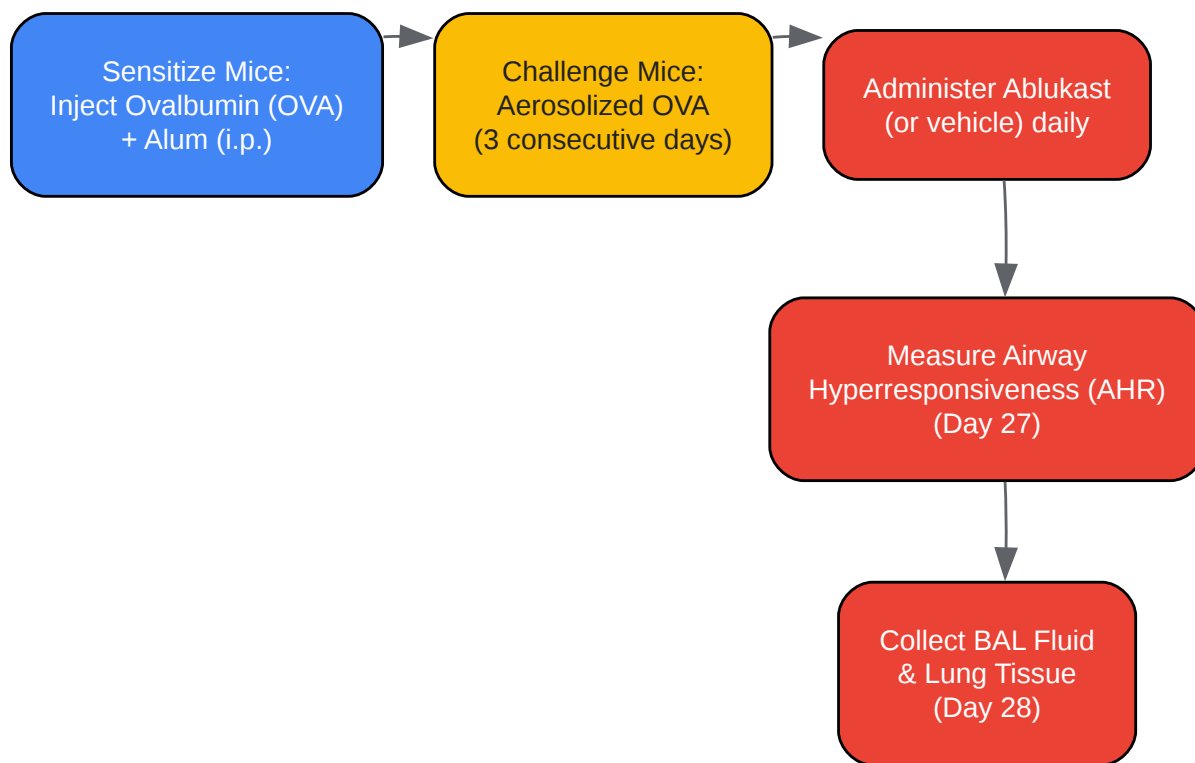 Sensitize Mice:
Inject Ovalbumin (OVA)
+ Alum (i.p.)
Challenge Mice:
Aerosolized OVA
(3 consecutive days)
Administer Ablukast
(or vehicle) daily
Measure Airway
Hyperresponsiveness (AHR)
(Day 27)
Collect BAL Fluid
& Lung Tissue
(Day 28)